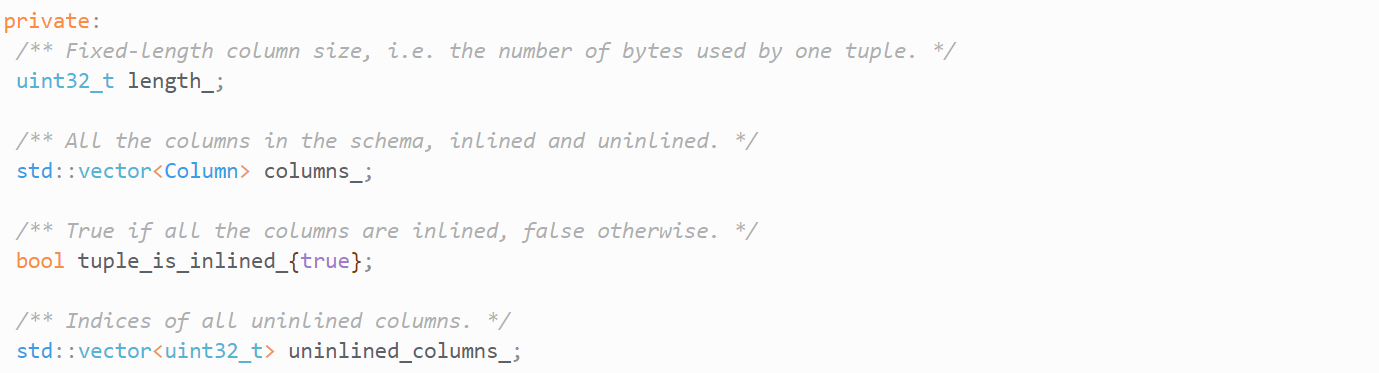 private:
/** Fixed-length column size, i.e. the number of bytes used by one tuple. */
uint32_t length_;
/** All the columns in the schema, inlined and uninlined. */
std::vector<Column> columns_;
/** True if all the columns are inlined, false otherwise. */
bool tuple_is_inlined_{true};
/** Indices of all uninlined columns. */
std::vector<uint32_t> uninlined_columns_;